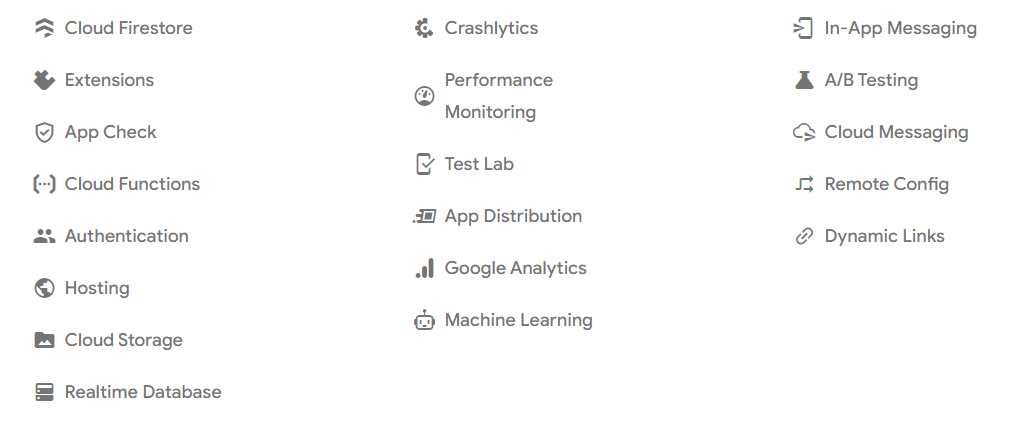 Cloud Firestore
Extensions
App Check
Cloud Functions
Authentication
Hosting
Cloud Storage
Realtime Database
Crashlytics
Performance
Monitoring
Test Lab
App Distribution
Google Analytics
Machine Learning
In-App Messaging
A/B Testing
Cloud Messaging
Remote Config
Dynamic Links